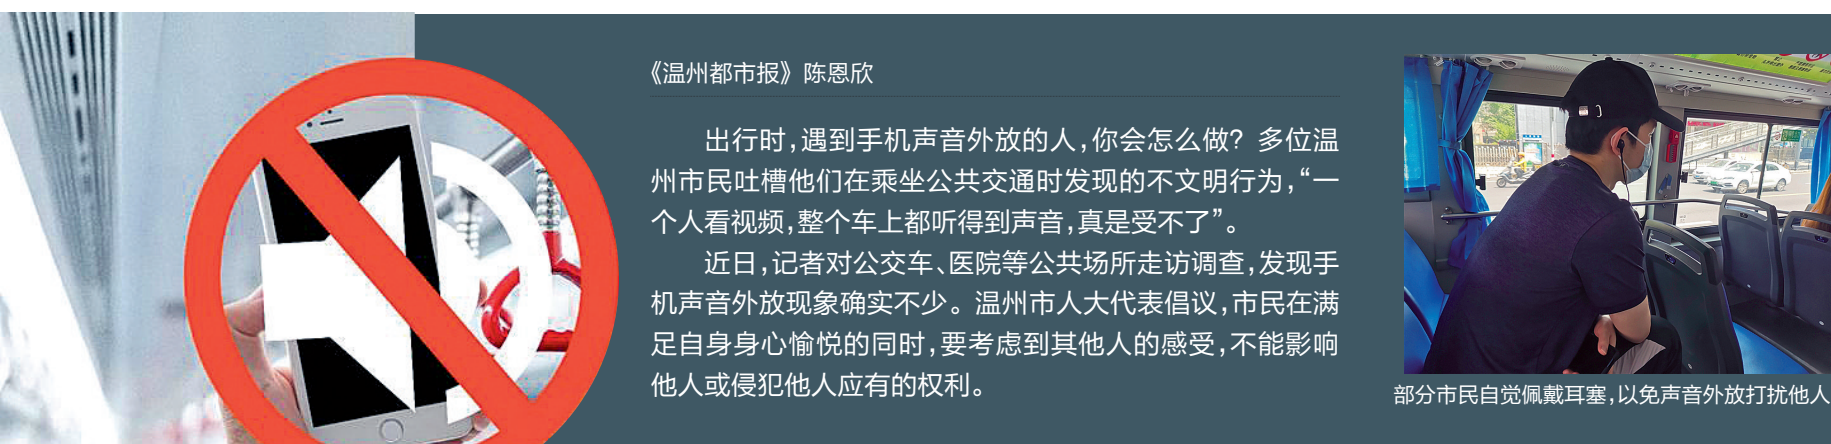 《温州都市报》 陈恩欣
出行时,遇到手机声音外放的人,你会怎么做? 多位温
州市民吐槽他们在乘坐公共交通时发现的不文明行为,“一
个人看视频,整个车上都听得到声音,真是受不了”。
近日,记者对公交车、医院等公共场所走访调查,发现手
机声音外放现象确实不少。温州市人大代表倡议,市民在满
足自身身心愉悦的同时,要考虑到其他人的感受,不能影响
他人或侵犯他人应有的权利。
部分市民自觉佩戴耳塞,以免声音外放打扰他人